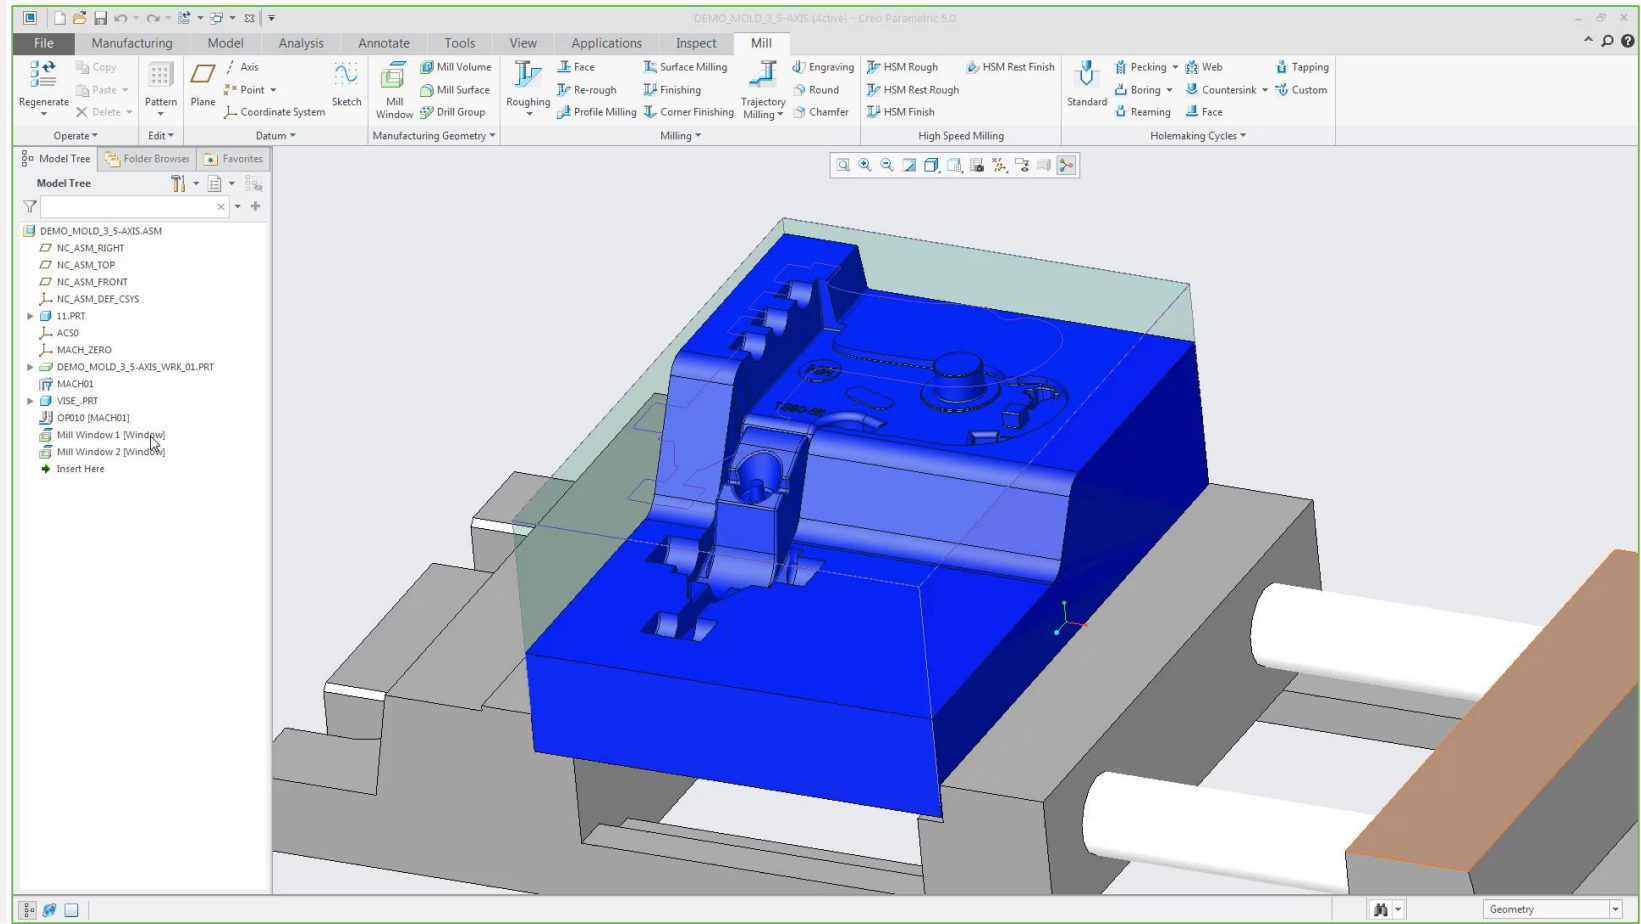 DEMO_MOLD_3_5-AXIS (Active) - Creo Parametric 5.0
File Manufacturing Model Analysis Annotate Tools View Applications Inspect Mill
Regenerate
Copy
Paste
Delete
Operate
Pattern
Edit
Plane
Axis
Point
Coordinate System
Sketch
Datum
Mill Window
Mill Volume
Mill Surface
Drill Group
Manufacturing Geometry
Roughing
Face
Re-rough
Profile Milling
Surface Milling
Finishing
Corner Finishing
Trajectory Milling
Engraving
Round
Chamfer
Milling
HSM Rough
HSM Rest Rough
HSM Finish
HSM Rest Finish
High Speed Milling
Standard
Pecking
Boring
Reaming
Web
Countersink
Face
Tapping
Custom
Holemaking Cycles
Model Tree Folder Browser Favorites
Model Tree
DEMO_MOLD_3_5-AXIS.ASM
NC_ASM_RIGHT
NC_ASM_TOP
NC_ASM_FRONT
NC_ASM_DEF_CSYS
11.PRT
ACS0
MACH_ZERO
DEMO_MOLD_3_5-AXIS_WRK_01.PRT
MACH01
VISE_.PRT
OP010 [MACH01]
Mill Window 1 [Window]
Mill Window 2 [Window]
Insert Here
Geometry